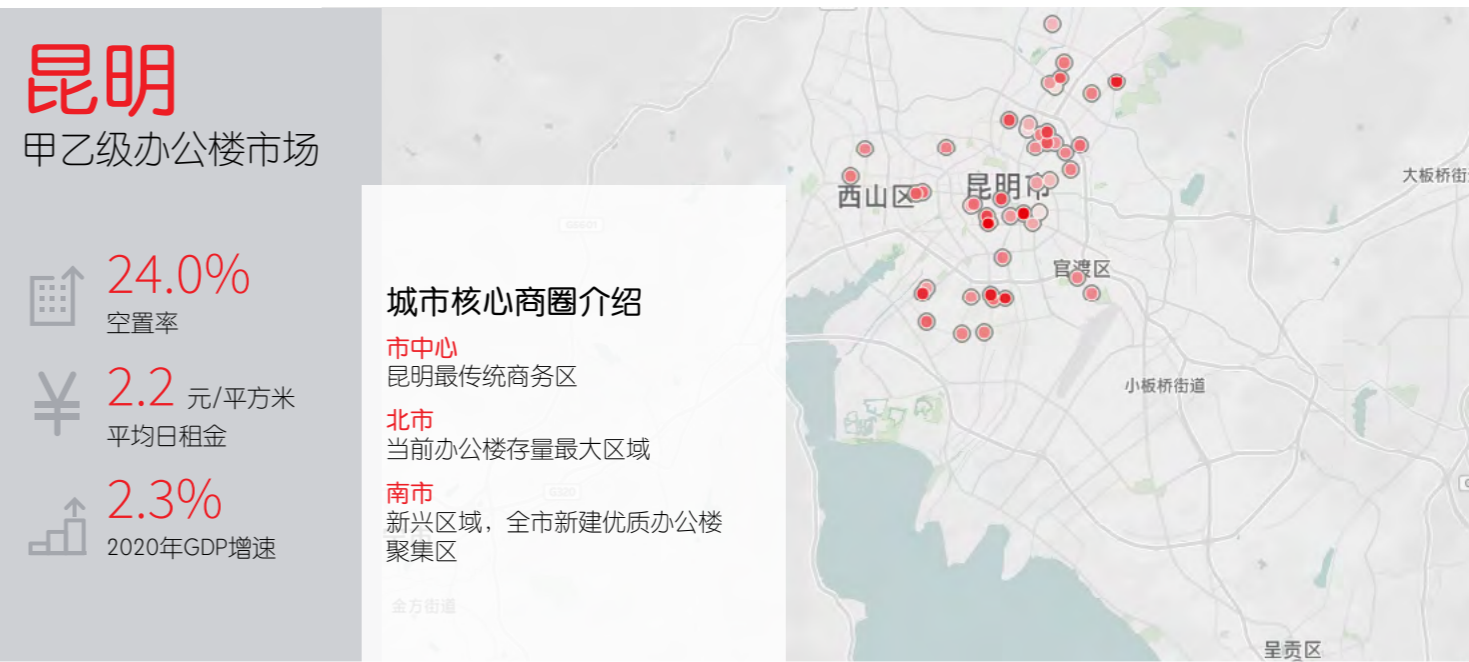 昆明
甲乙级办公楼市场
24.0%
空置率
2.2 元/平方米
平均日租金
2.3%
2020年GDP增速
城市核心商圈介绍
市中心
昆明最传统商务区
北市
当前办公楼存量最大区域
南市
新兴区域，全市新建优质办公楼
聚集区
西山区
昆明市
官渡区
大板桥街
小板桥街道
呈贡区
金方街道
G320